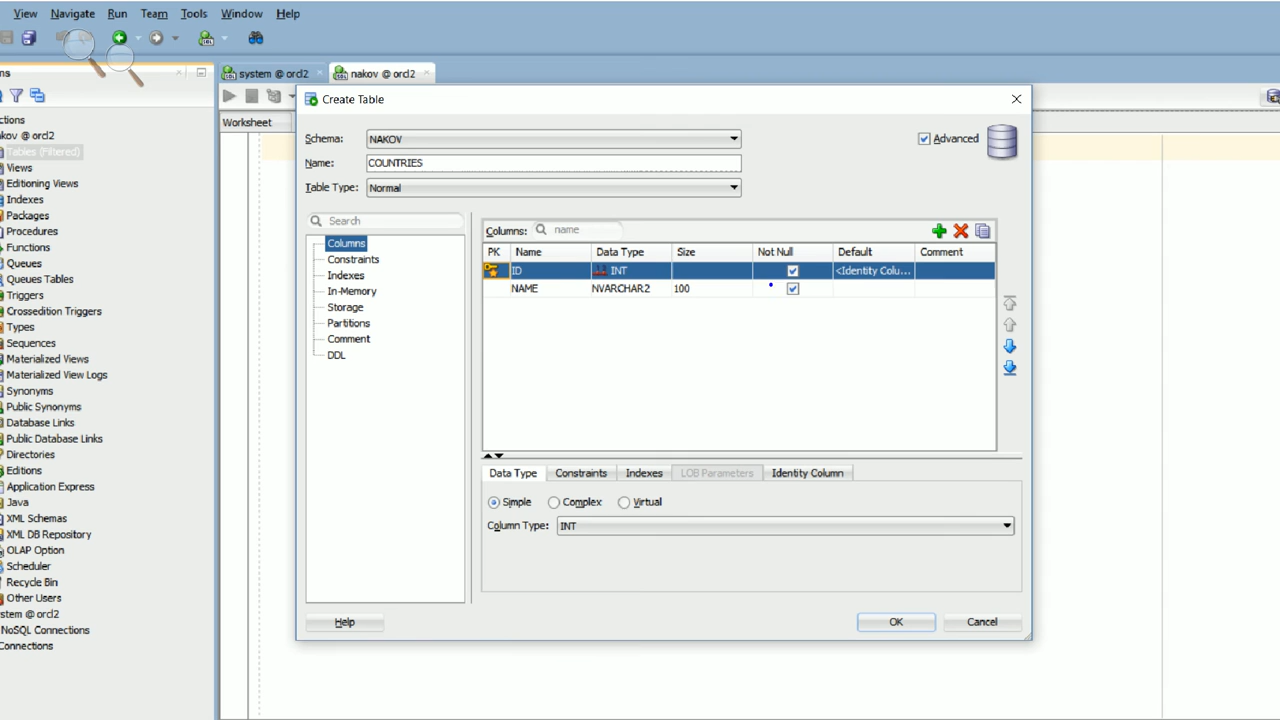 View Navigate Run Team Tools Window Help
ns
system @ orcl2
nakov @ orcl2
Worksheet
ctions
kov @ orcl2
Tables (Filtered)
Views
Editioning Views
Indexes
Packages
Procedures
Functions
Queues
Queues Tables
Triggers
Crossedition Triggers
Types
Sequences
Materialized Views
Materialized View Logs
Synonyms
Public Synonyms
Database Links
Public Database Links
Directories
Editions
Application Express
Java
XML Schemas
XML DB Repository
OLAP Option
Scheduler
Recycle Bin
Other Users
stem @ orcl2
NoSQL Connections
Connections
Create Table
Schema: NAKOV
Advanced
Name: COUNTRIES
Table Type: Normal
Search
Columns
Constraints
Indexes
In-Memory
Storage
Partitions
Comment
DDL
Columns: name
PK Name Data Type Size Not Null Default Comment
ID INT <Identity Colu...
NAME NVARCHAR2 100
Data Type Constraints Indexes LOB Parameters Identity Column
Simple Complex Virtual
Column Type: INT
Help OK Cancel